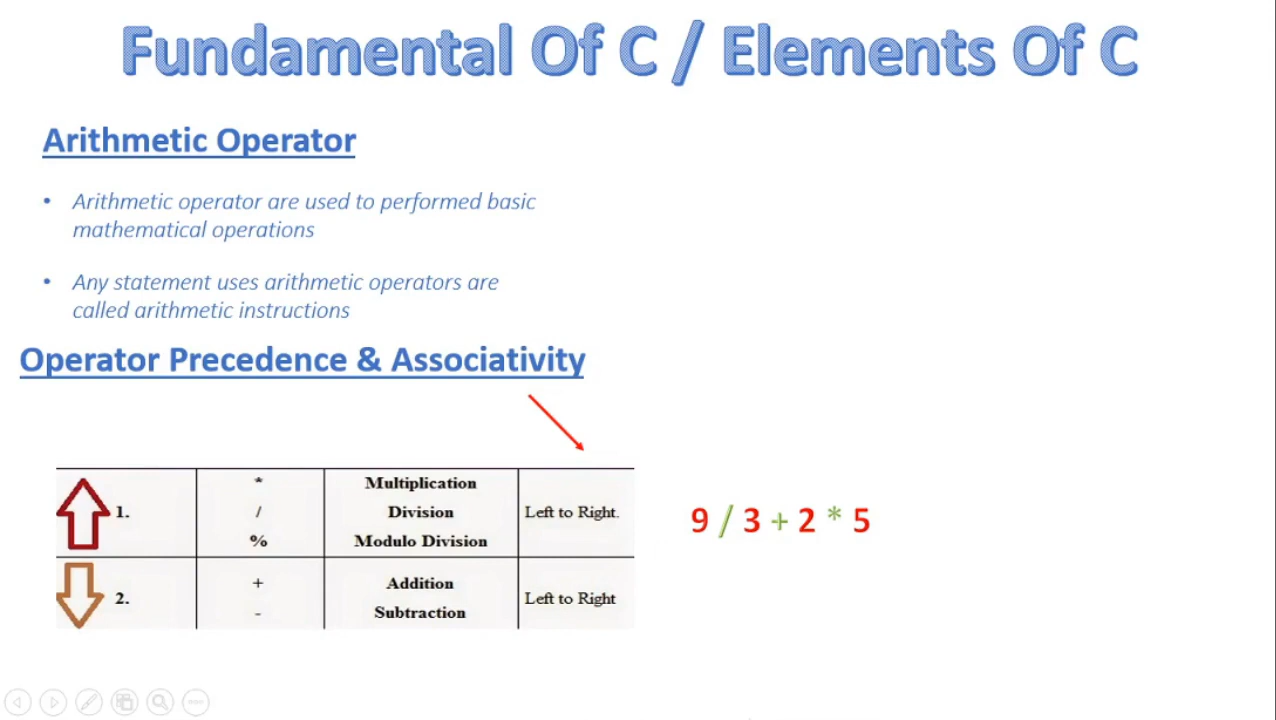 Fundamental Of C / Elements Of C
Arithmetic Operator
• Arithmetic operator are used to performed basic
mathematical operations
• Any statement uses arithmetic operators are
called arithmetic instructions
Operator Precedence & Associativity
1. * Multiplication
/ Division Left to Right.
% Modulo Division
2. + Addition Left to Right
- Subtraction
9 / 3 + 2 * 5